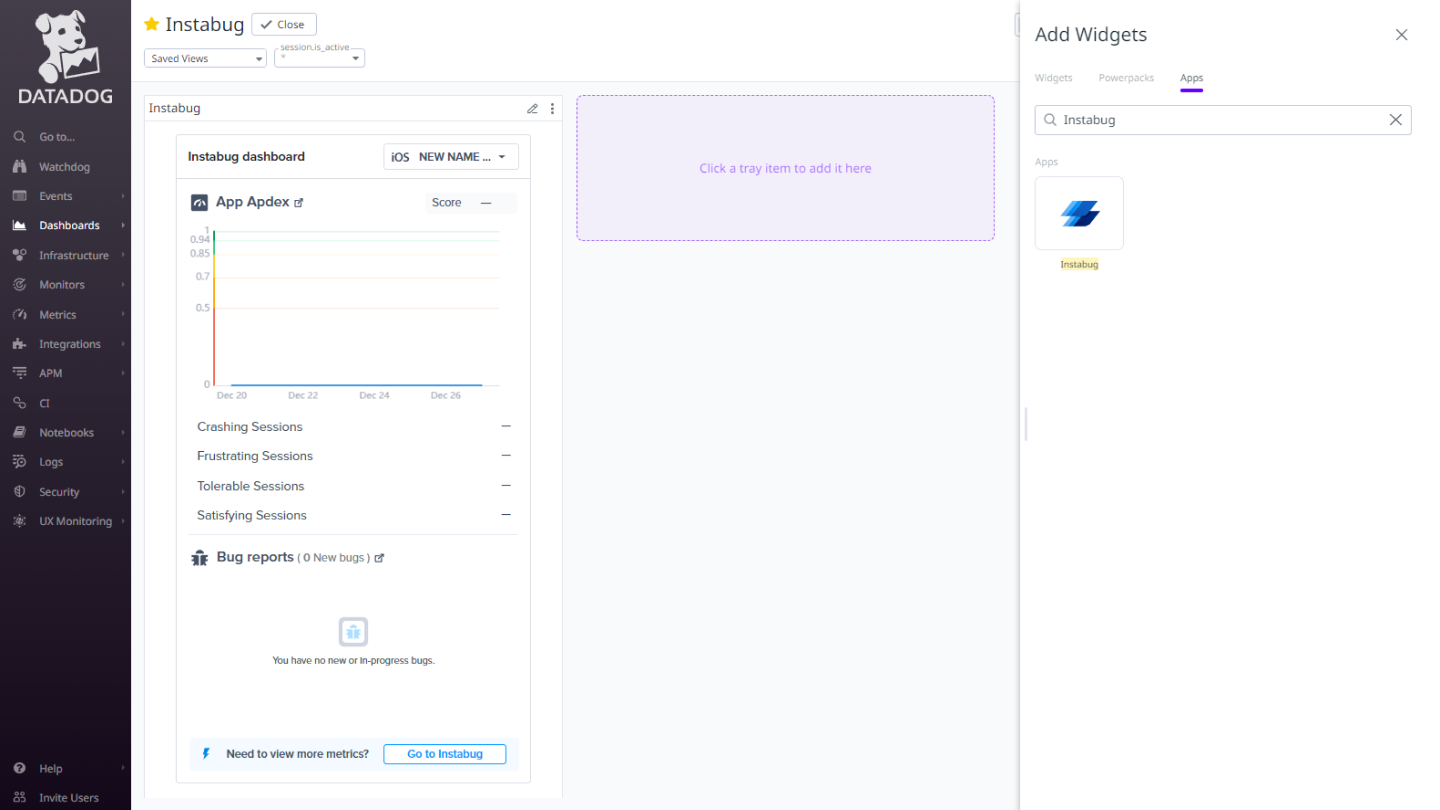 DATADOG
Go to...
Watchdog
Events
Dashboards
Infrastructure
Monitors
Metrics
Integrations
APM
CI
Notebooks
Logs
Security
UX Monitoring
Help
Invite Users
Instabug
Close
Saved Views
session.is_active
*
Instabug
Instabug dashboard
iOS NEW NAME ...
App Apdex
Score —
1
0.94
0.85
0.7
0.5
0
Dec 20 Dec 22 Dec 24 Dec 26
Crashing Sessions —
Frustrating Sessions —
Tolerable Sessions —
Satisfying Sessions —
Bug reports ( 0 New bugs )
You have no new or in-progress bugs.
Need to view more metrics? Go to Instabug
Click a tray item to add it here
Add Widgets
Widgets Powerpacks Apps
Instabug
Apps
Instabug